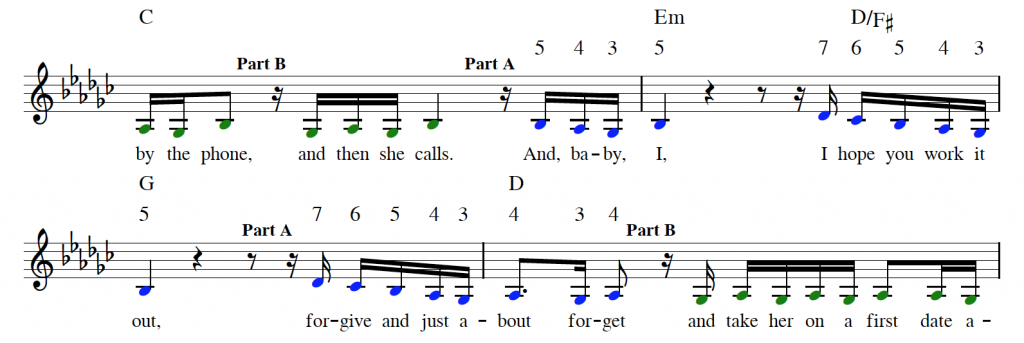 C Em D/F♯
5 4 3 5 7 6 5 4 3
Part B Part A
by the phone, and then she calls. And, ba-by, I, I hope you work it
G D
5 7 6 5 4 3 4 3 4
Part A Part B
out, for-give and just a - bout for-get and take her on a first date a-